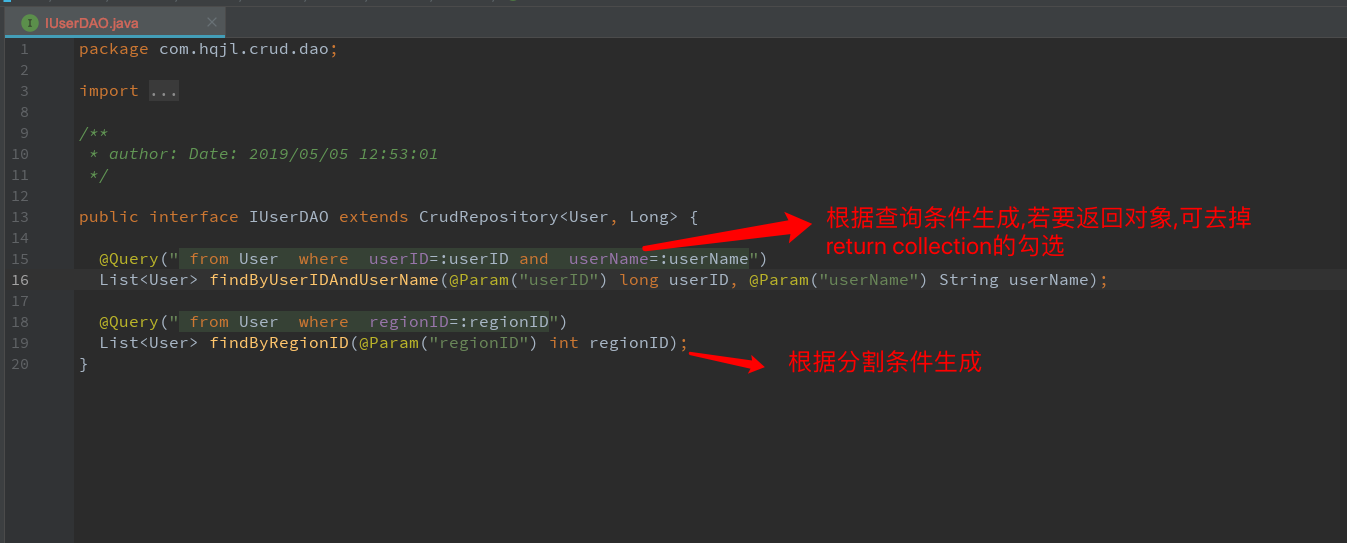 IUserDAO.java
1 package com.hqjl.crud.dao;
2
3 import ...
8
9 /**
10 * author: Date: 2019/05/05 12:53:01
11 */
12
13 public interface IUserDAO extends CrudRepository<User, Long> {
14
15 @Query(" from User  where  userID=:userID and  userName=:userName")
16 List<User> findByUserIDAndUserName(@Param("userID") long userID, @Param("userName") String userName);
17
18 @Query(" from User  where  regionID=:regionID")
19 List<User> findByRegionID(@Param("regionID") int regionID);
20 }
根据查询条件生成,若要返回对象,可去掉
return collection的勾选
根据分割条件生成